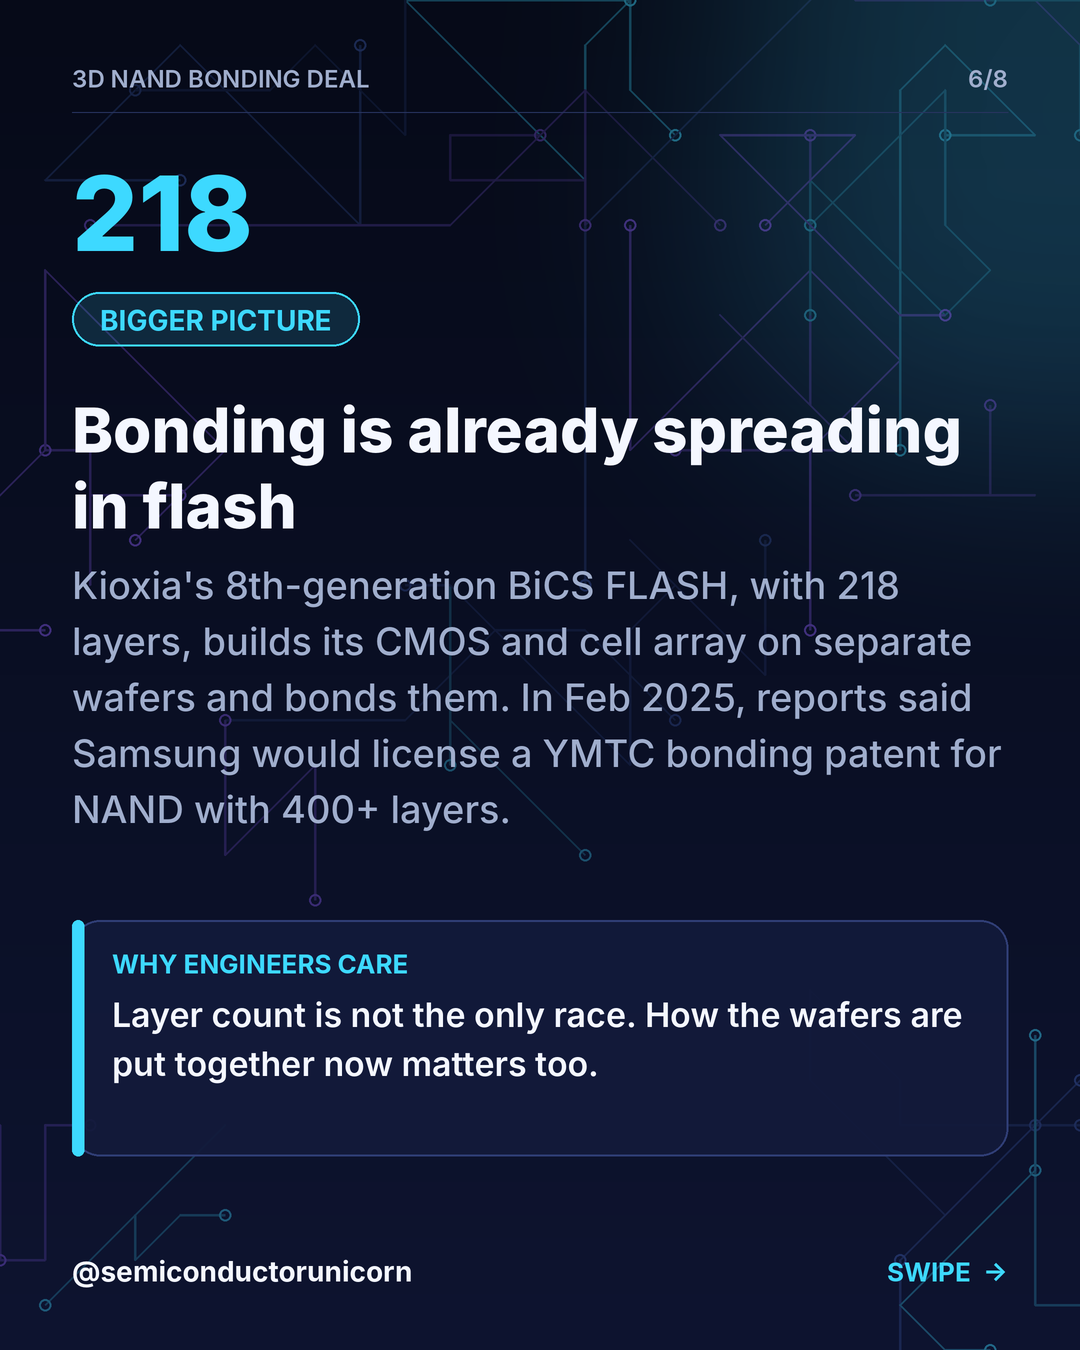 3D NAND BONDING DEAL
6/8
218
BIGGER PICTURE
Bonding is already spreading
in flash
Kioxia's 8th-generation BiCS FLASH, with 218
layers, builds its CMOS and cell array on separate
wafers and bonds them. In Feb 2025, reports said
Samsung would license a YMTC bonding patent for
NAND with 400+ layers.
WHY ENGINEERS CARE
Layer count is not the only race. How the wafers are
put together now matters too.
@semiconductorunicorn
SWIPE →